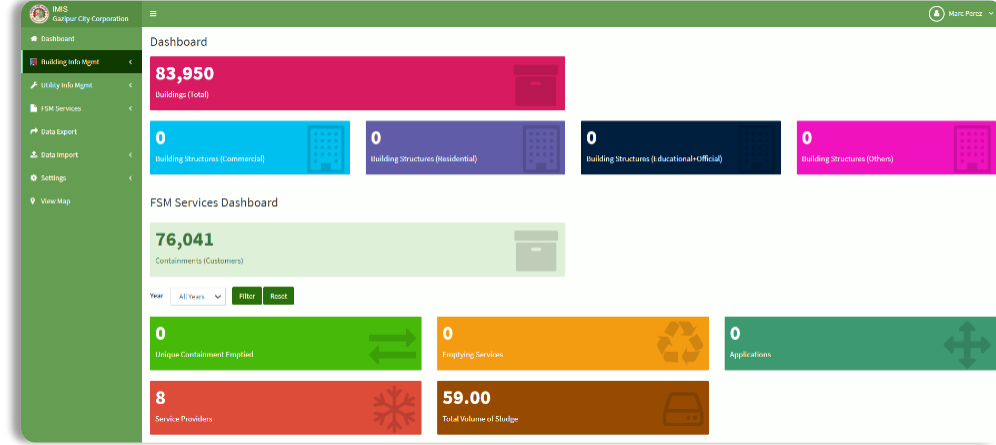 IMIS
Gazipur City Corporation
Marc Perez
Dashboard
Building Info Mgmt
Utility Info Mgmt
FSM Services
Data Export
Data Import
Settings
View Map
Dashboard
83,950
Buildings (Total)
0
Building Structures (Commercial)
0
Building Structures (Residential)
0
Building Structures (Educational+Official)
0
Building Structures (Others)
FSM Services Dashboard
76,041
Containments (Customers)
Year
All Years
Filter
Reset
0
Unique Containment Emptied
0
Emptying Services
0
Applications
8
Service Providers
59.00
Total Volume of Sludge